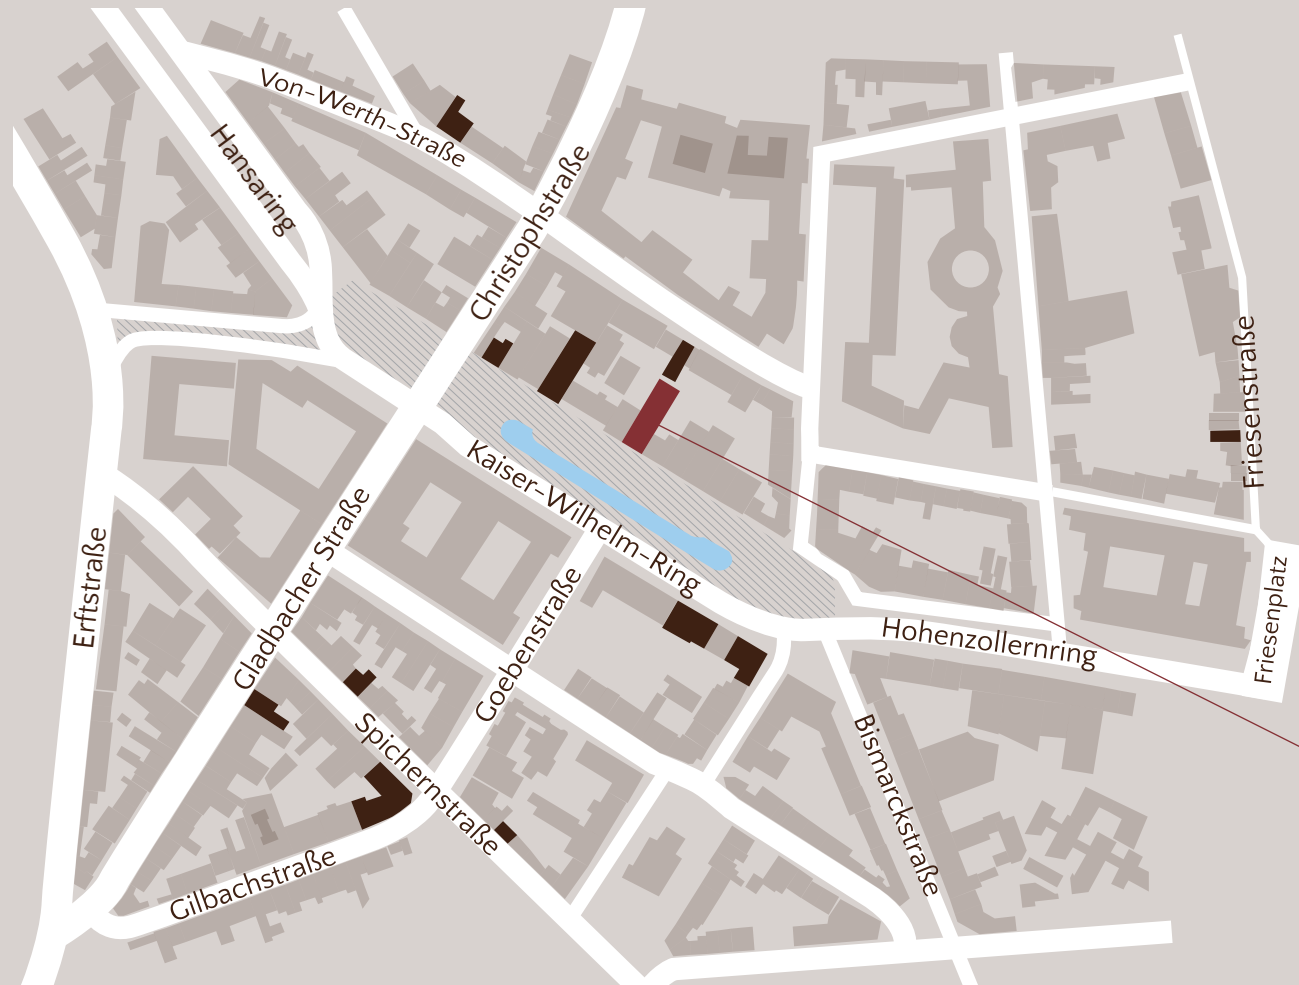 Von-Werth-Straße
Hansaring
Christophstraße
Friesenstraße
Kaiser-Wilhelm-Ring
Erftstraße
Gladbacher Straße
Goebenstraße
Hohenzollernring
Friesenplatz
Spichernstraße
Bismarckstraße
Gilbachstraße